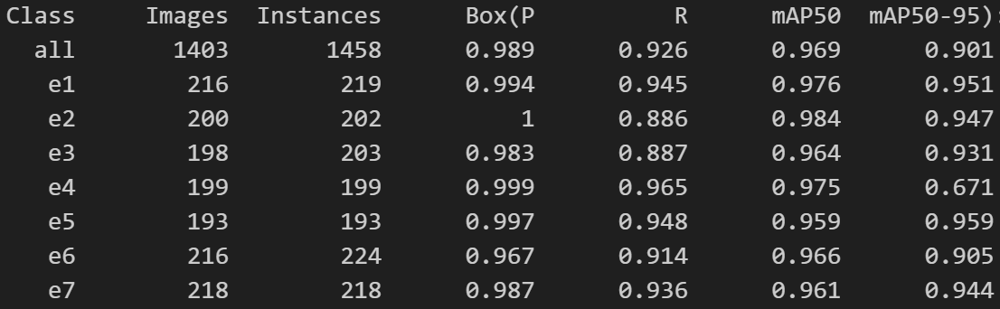 Class Images Instances Box(P R mAP50 mAP50-95):
all 1403 1458 0.989 0.926 0.969 0.901
e1 216 219 0.994 0.945 0.976 0.951
e2 200 202 1 0.886 0.984 0.947
e3 198 203 0.983 0.887 0.964 0.931
e4 199 199 0.999 0.965 0.975 0.671
e5 193 193 0.997 0.948 0.959 0.959
e6 216 224 0.967 0.914 0.966 0.905
e7 218 218 0.987 0.936 0.961 0.944